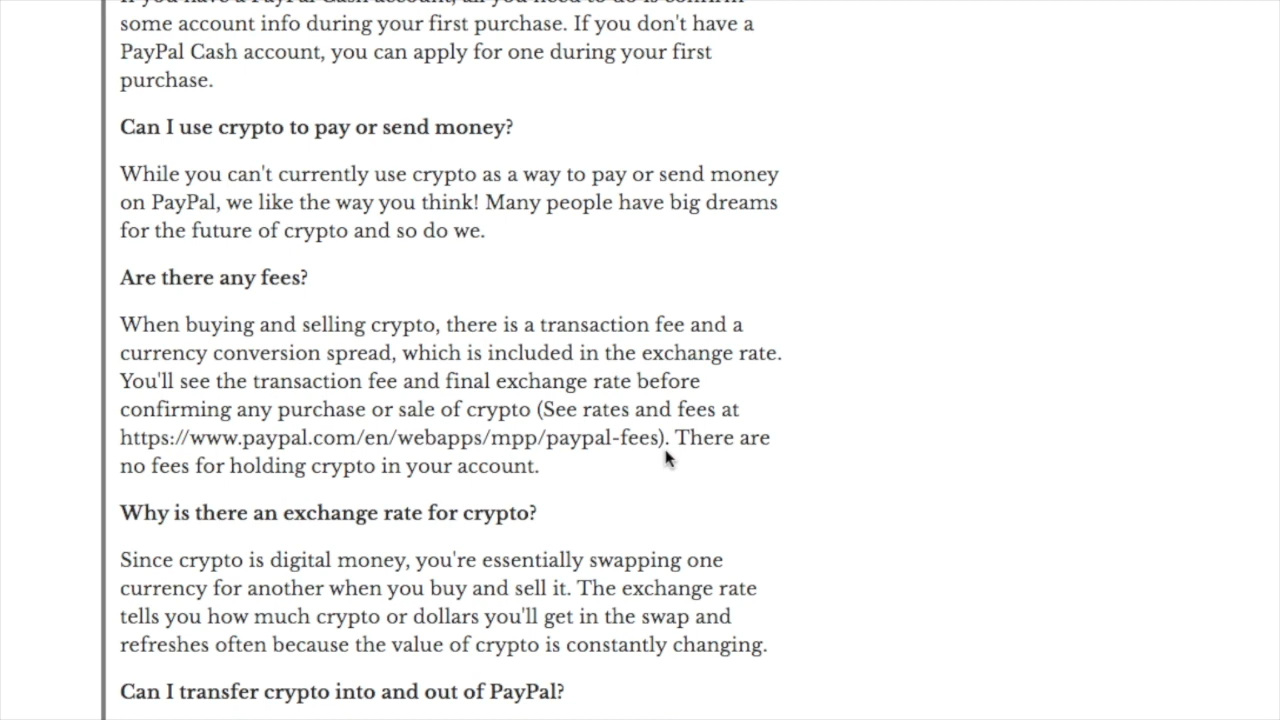 some account info during your first purchase. If you don't have a
PayPal Cash account, you can apply for one during your first
purchase.
Can I use crypto to pay or send money?
While you can't currently use crypto as a way to pay or send money
on PayPal, we like the way you think! Many people have big dreams
for the future of crypto and so do we.
Are there any fees?
When buying and selling crypto, there is a transaction fee and a
currency conversion spread, which is included in the exchange rate.
You'll see the transaction fee and final exchange rate before
confirming any purchase or sale of crypto (See rates and fees at
https://www.paypal.com/en/webapps/mpp/paypal-fees). There are
no fees for holding crypto in your account.
Why is there an exchange rate for crypto?
Since crypto is digital money, you're essentially swapping one
currency for another when you buy and sell it. The exchange rate
tells you how much crypto or dollars you'll get in the swap and
refreshes often because the value of crypto is constantly changing.
Can I transfer crypto into and out of PayPal?